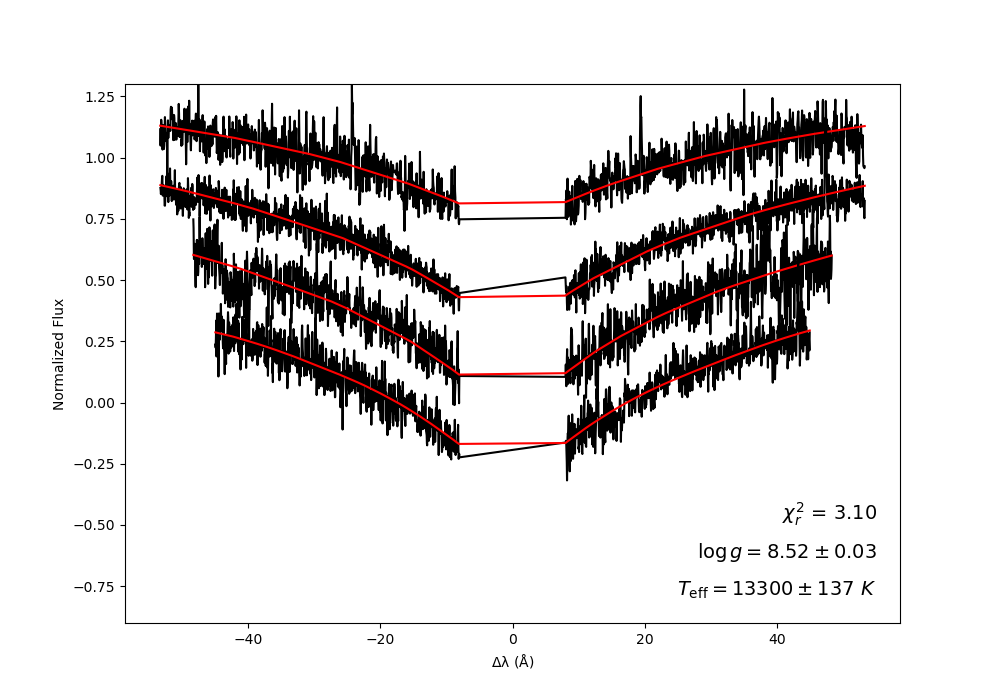 1.25
1.00
0.75
0.50
0.25
0.00
−0.25
−0.50
−0.75
Normalized Flux
χ²ᵣ = 3.10
log g = 8.52 ± 0.03
T_eff = 13300 ± 137 K
−40 −20 0 20 40
Δλ (Å)